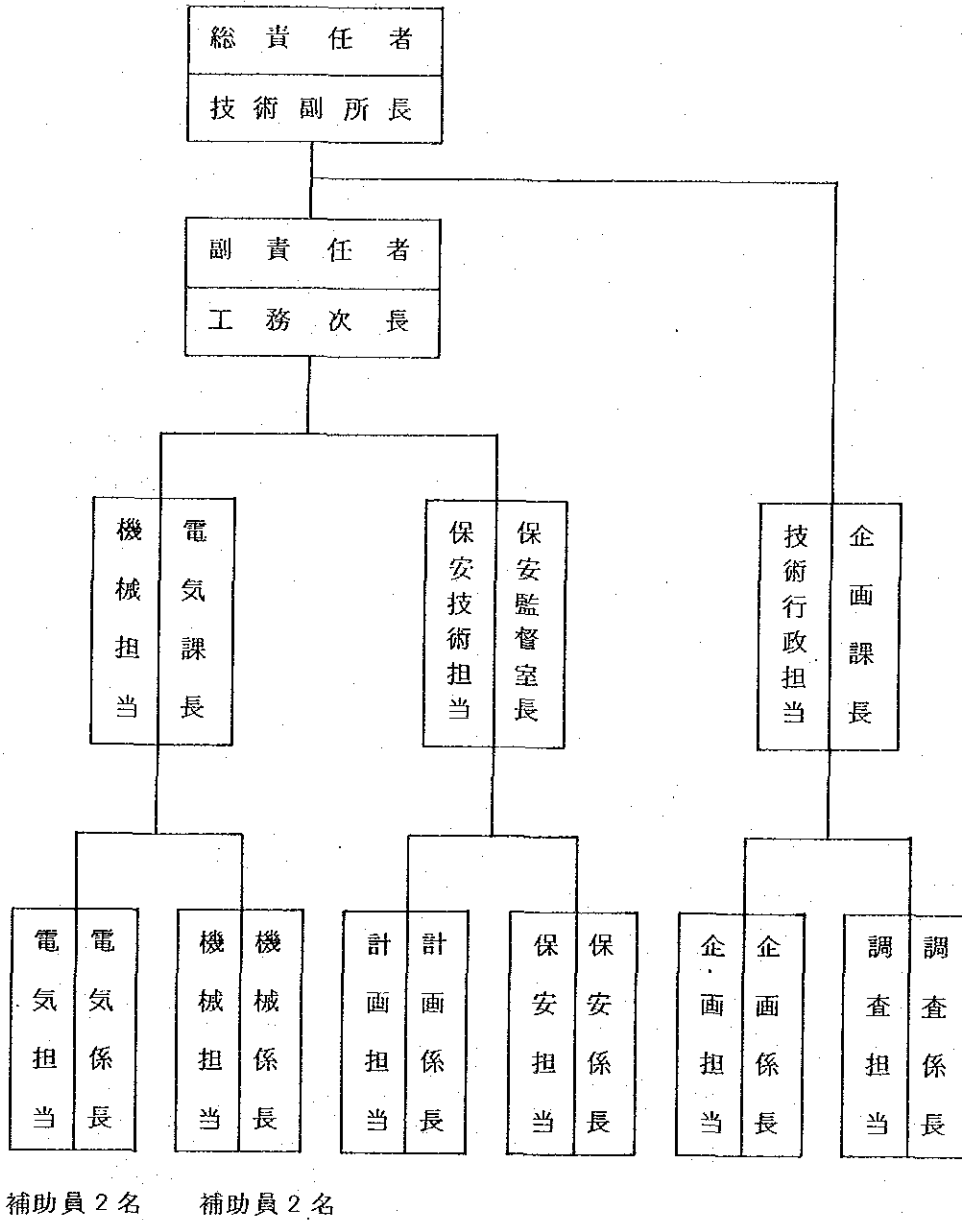 総責任者
技術副所長
副責任者
工務次長
電気課長
機械担当
保安監督室長
保安技術担当
企画課長
技術行政担当
電気係長
電気担当
機械係長
機械担当
計画係長
計画担当
保安係長
保安担当
企画係長
企画担当
調査係長
調査担当
補助員2名
補助員2名